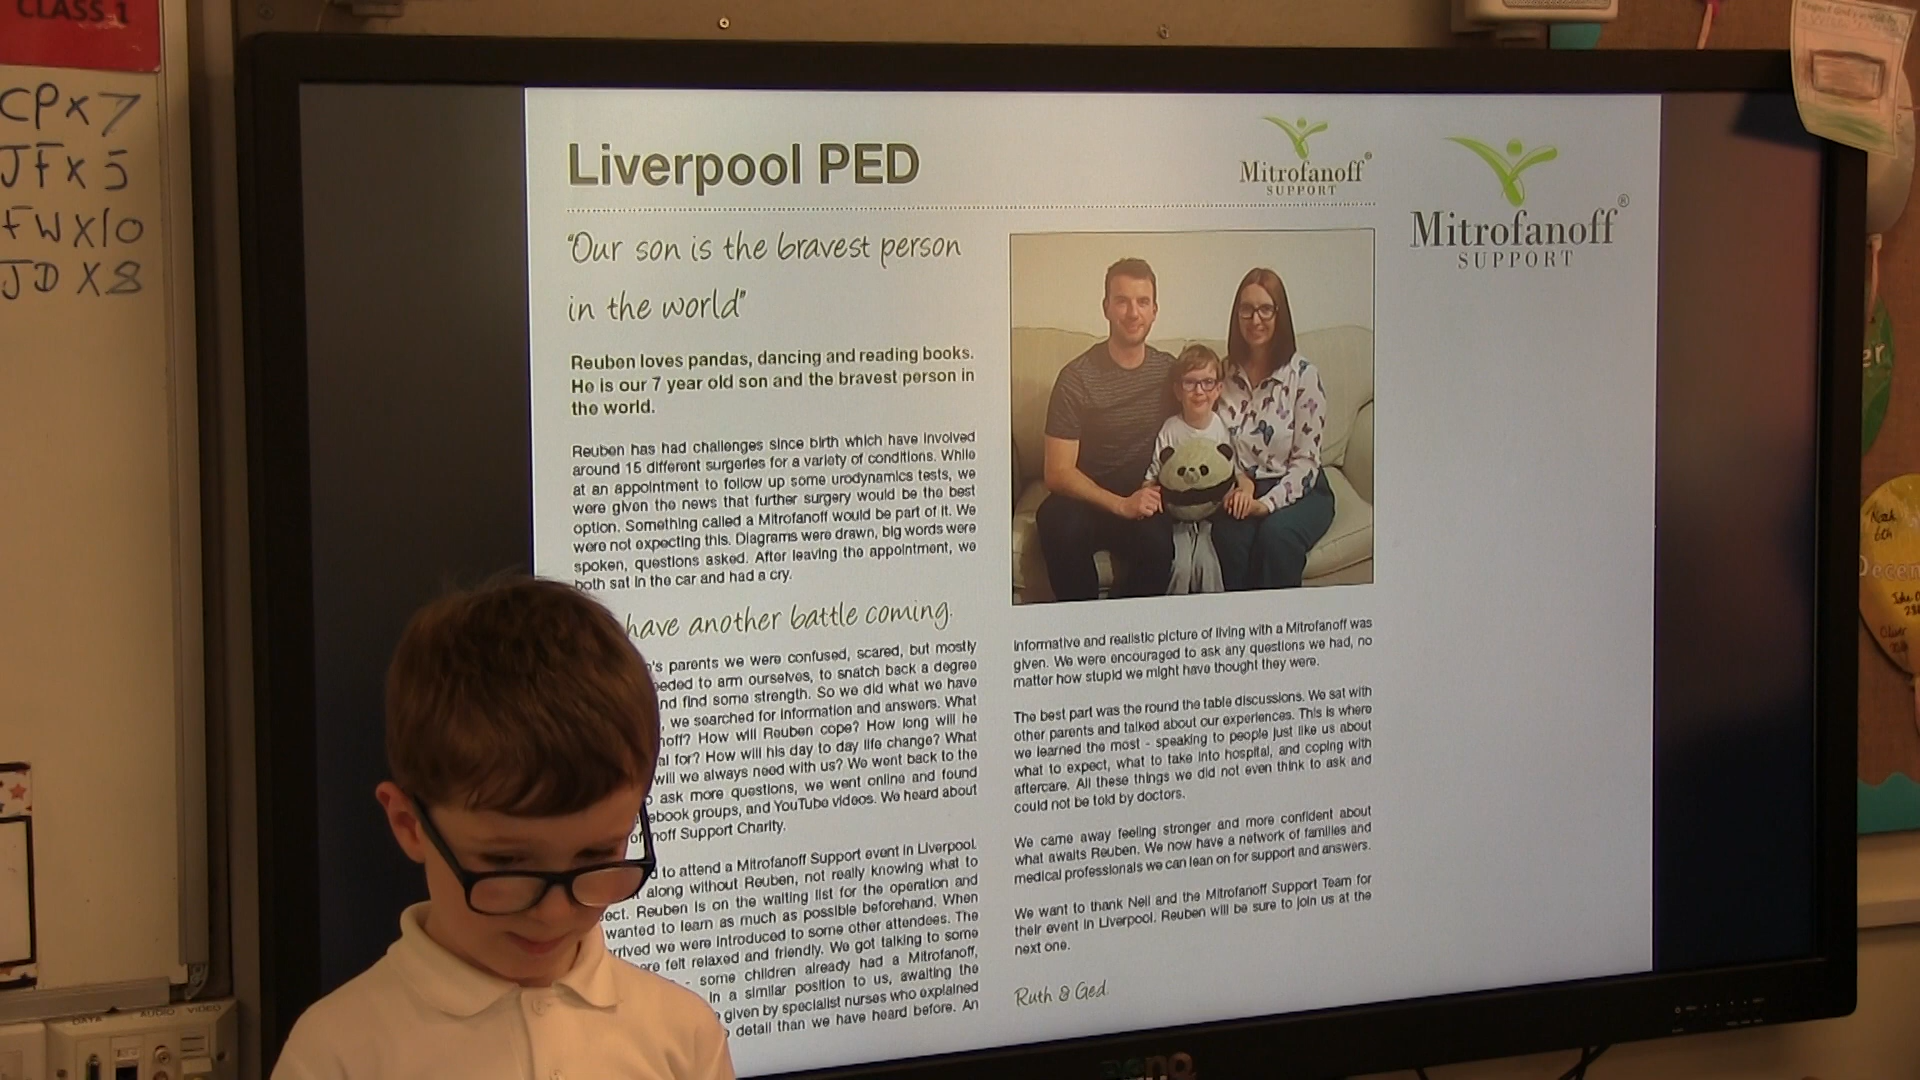 CLASS 1
CP x 7
JF x 5
FW x 10
JD x 8
Liverpool PED
Mitrofanoff®
SUPPORT
Mitrofanoff®
SUPPORT
"Our son is the bravest person
in the world"
Reuben loves pandas, dancing and reading books.
He is our 7 year old son and the bravest person in
the world.
Reuben has had challenges since birth which have involved
around 15 different surgeries for a variety of conditions. While
at an appointment to follow up some urodynamics tests, we
were given the news that further surgery would be the best
option. Something called a Mitrofanoff would be part of it. We
were not expecting this. Diagrams were drawn, big words were
spoken, questions asked. After leaving the appointment, we
both sat in the car and had a cry.
have another battle coming.
's parents we were confused, scared, but mostly
eded to arm ourselves, to snatch back a degree
nd find some strength. So we did what we have
, we searched for information and answers. What
noff? How will Reuben cope? How long will he
al for? How will his day to day life change? What
will we always need with us? We went back to the
ask more questions, we went online and found
ebook groups, and YouTube videos. We heard about
noff Support Charity.
d to attend a Mitrofanoff Support event in Liverpool.
along without Reuben, not really knowing what to
ect. Reuben is on the waiting list for the operation and
wanted to learn as much as possible beforehand. When
rrived we were introduced to some other attendees. The
ere felt relaxed and friendly. We got talking to some
- some children already had a Mitrofanoff,
in a similar position to us, awaiting the
given by specialist nurses who explained
detail than we have heard before. An
informative and realistic picture of living with a Mitrofanoff was
given. We were encouraged to ask any questions we had, no
matter how stupid we might have thought they were.
The best part was the round the table discussions. We sat with
other parents and talked about our experiences. This is where
we learned the most - speaking to people just like us about
what to expect, what to take into hospital, and coping with
aftercare. All these things we did not even think to ask and
could not be told by doctors.
We came away feeling stronger and more confident about
what awaits Reuben. We now have a network of families and
medical professionals we can lean on for support and answers.
We want to thank Neil and the Mitrofanoff Support Team for
their event in Liverpool. Reuben will be sure to join us at the
next one.
Ruth & Ged
DATA AUDIO VIDEO
Noah
6th
Decem
Oliver